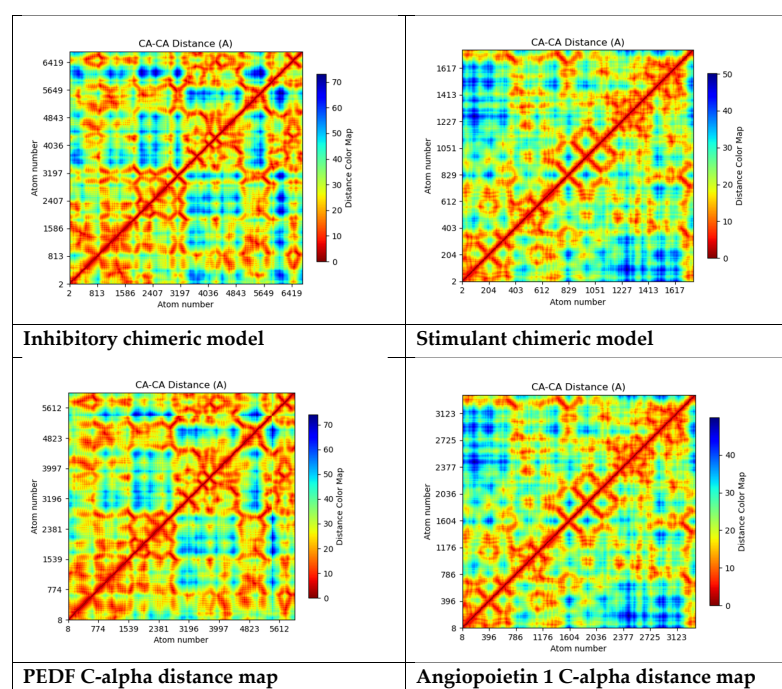 CA-CA Distance (A)
6419
5649
4843
4036
3197
2407
1586
813
2
Atom number
2 813 1586 2407 3197 4036 4843 5649 6419
Atom number
70
60
50
40
30
20
10
0
Distance Color Map
Inhibitory chimeric model
CA-CA Distance (A)
1617
1413
1227
1051
829
612
403
204
2
Atom number
2 204 403 612 829 1051 1227 1413 1617
Atom number
50
40
30
20
10
0
Distance Color Map
Stimulant chimeric model
CA-CA Distance (A)
5612
4823
3997
3196
2381
1539
774
8
Atom number
8 774 1539 2381 3196 3997 4823 5612
Atom number
70
60
50
40
30
20
10
0
Distance Color Map
PEDF C-alpha distance map
CA-CA Distance (A)
3123
2725
2377
2036
1604
1176
786
396
8
Atom number
8 396 786 1176 1604 2036 2377 2725 3123
Atom number
40
30
20
10
0
Distance Color Map
Angiopoietin 1 C-alpha distance map